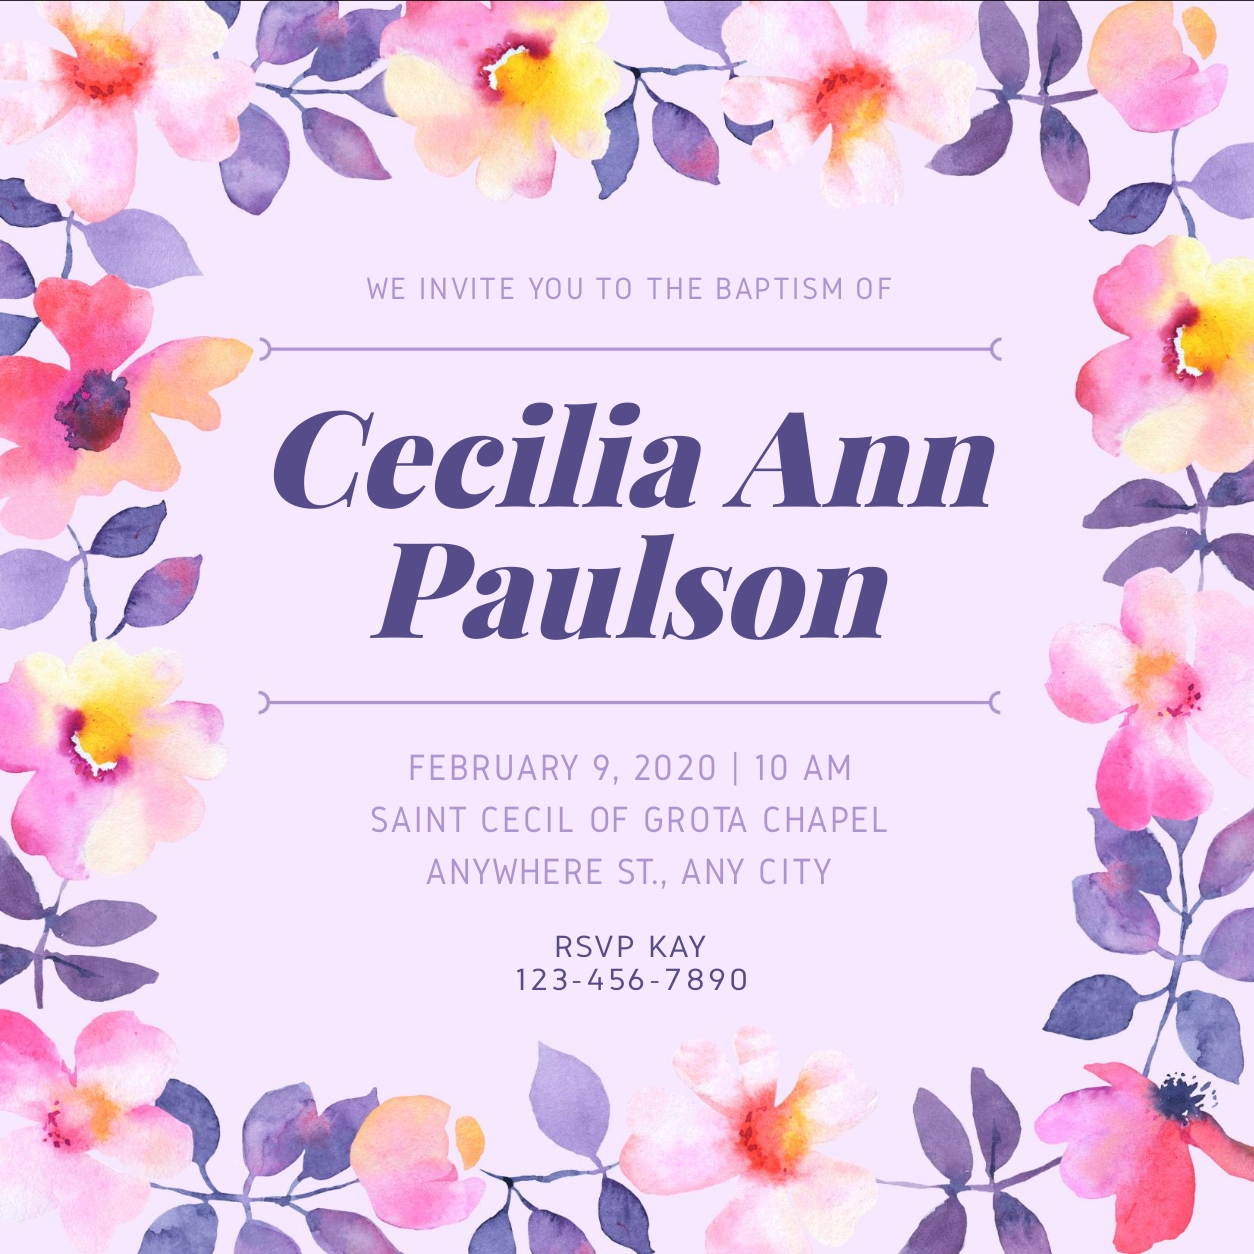 WE INVITE YOU TO THE BAPTISM OF
Cecilia Ann
Paulson
FEBRUARY 9, 2020 | 10 AM
SAINT CECIL OF GROTA CHAPEL
ANYWHERE ST., ANY CITY
RSVP KAY
123-456-7890